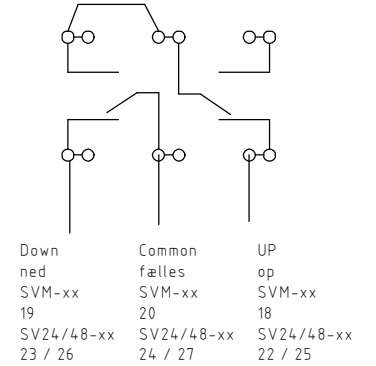 Down
ned
SVM-xx
19
SV24/48-xx
23 / 26
Common
fælles
SVM-xx
20
SV24/48-xx
24 / 27
UP
op
SVM-xx
18
SV24/48-xx
22 / 25